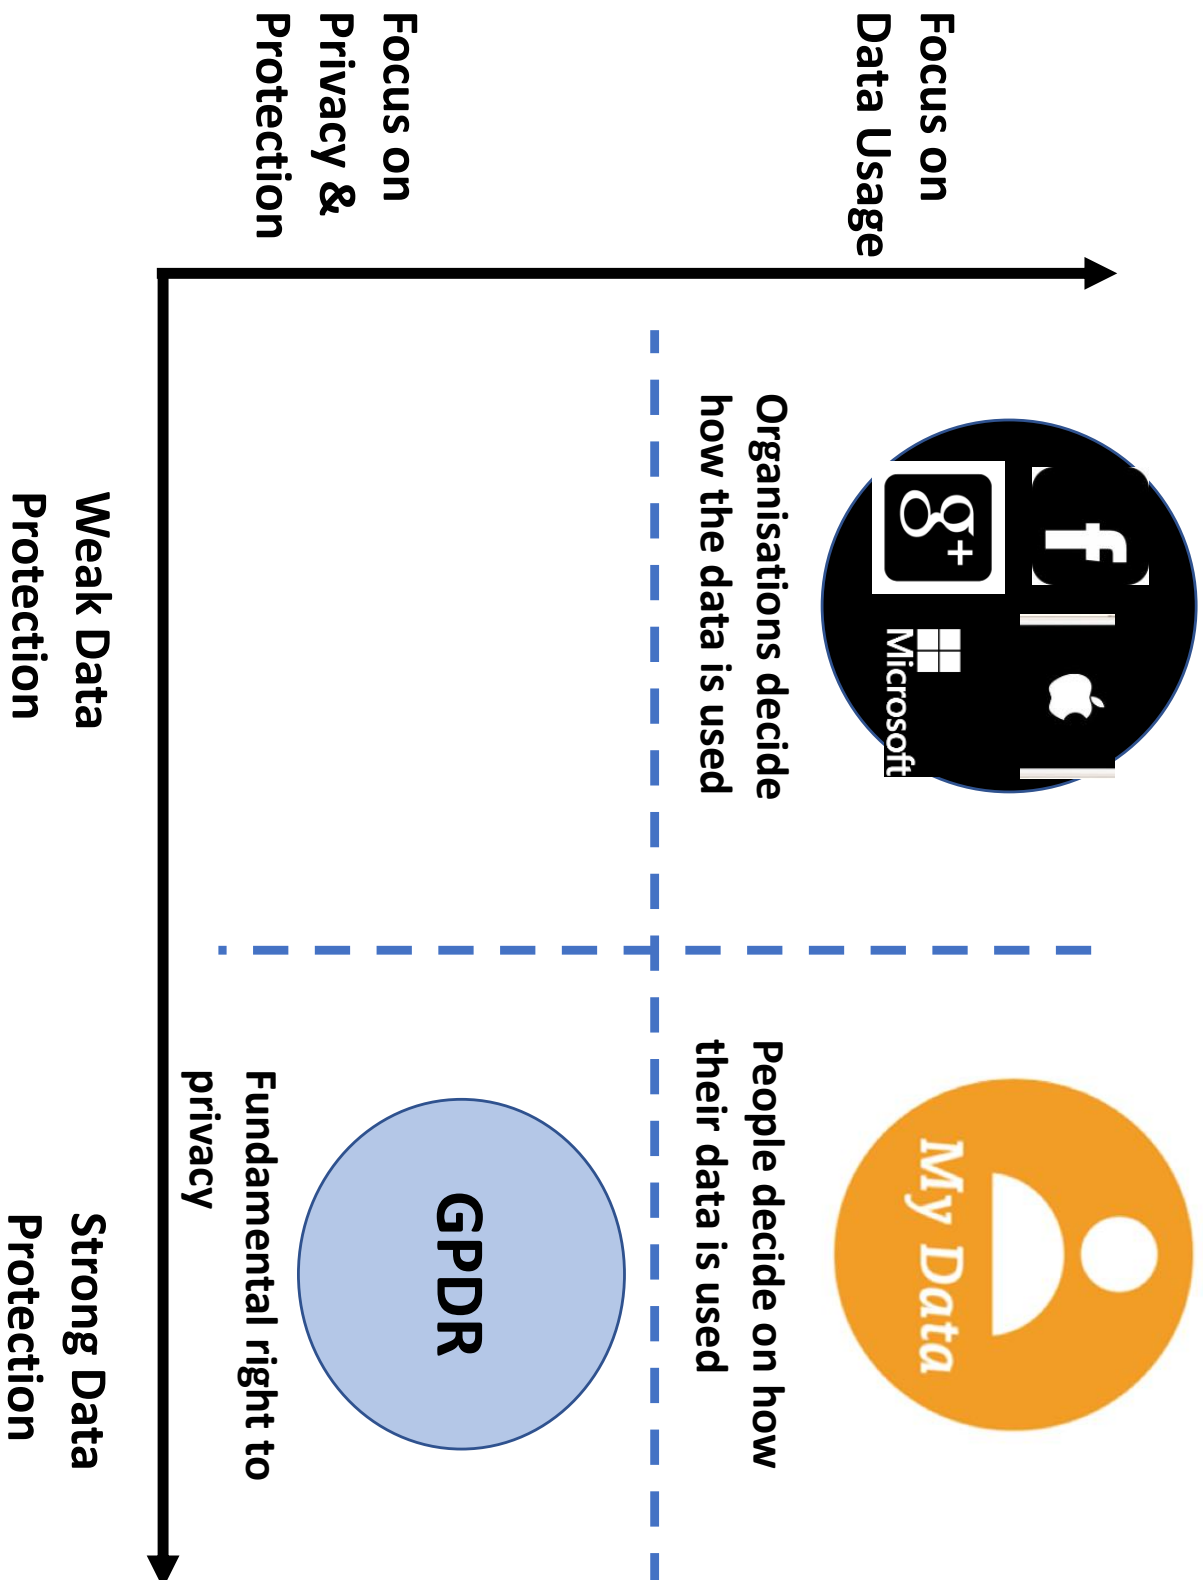 Focus on
Data Usage
Focus on
Privacy &
Protection
f
g+
Microsoft
Organisations decide
how the data is used
My Data
People decide on how
their data is used
GPDR
Fundamental right to
privacy
Weak Data
Protection
Strong Data
Protection